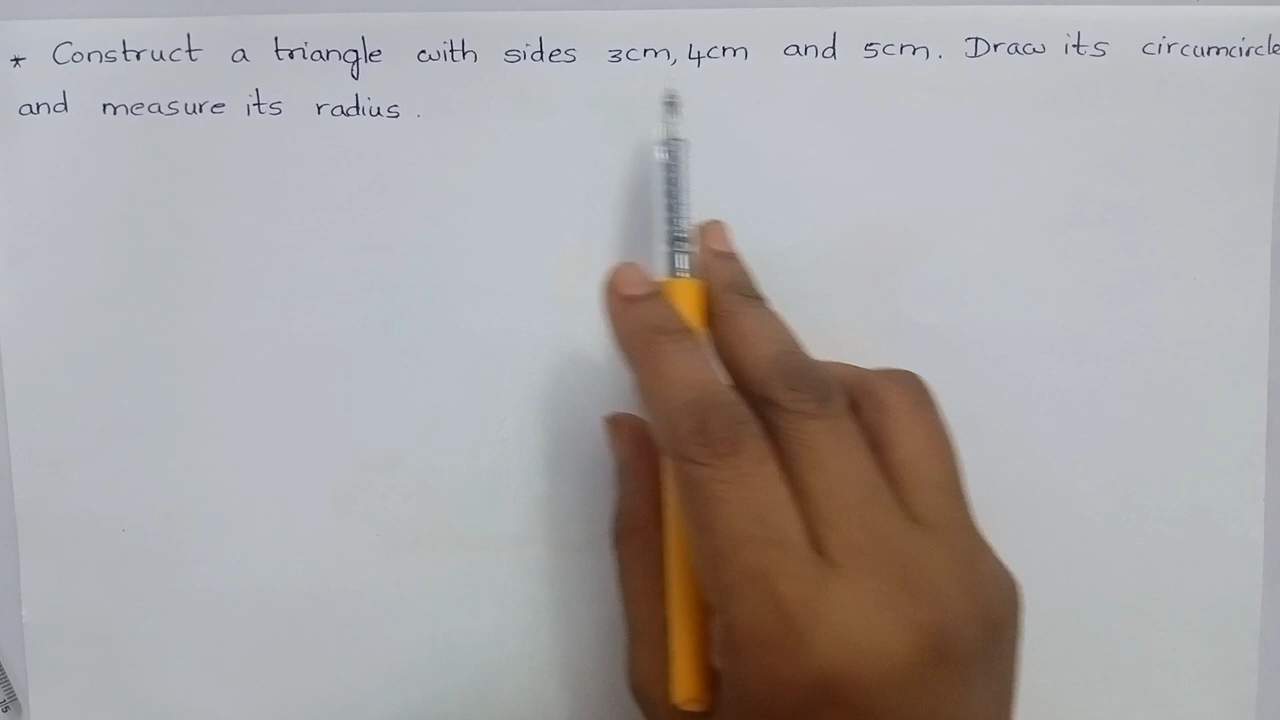 * Construct a triangle with sides 3cm, 4cm and 5cm. Draw its circumcircle
and measure its radius.